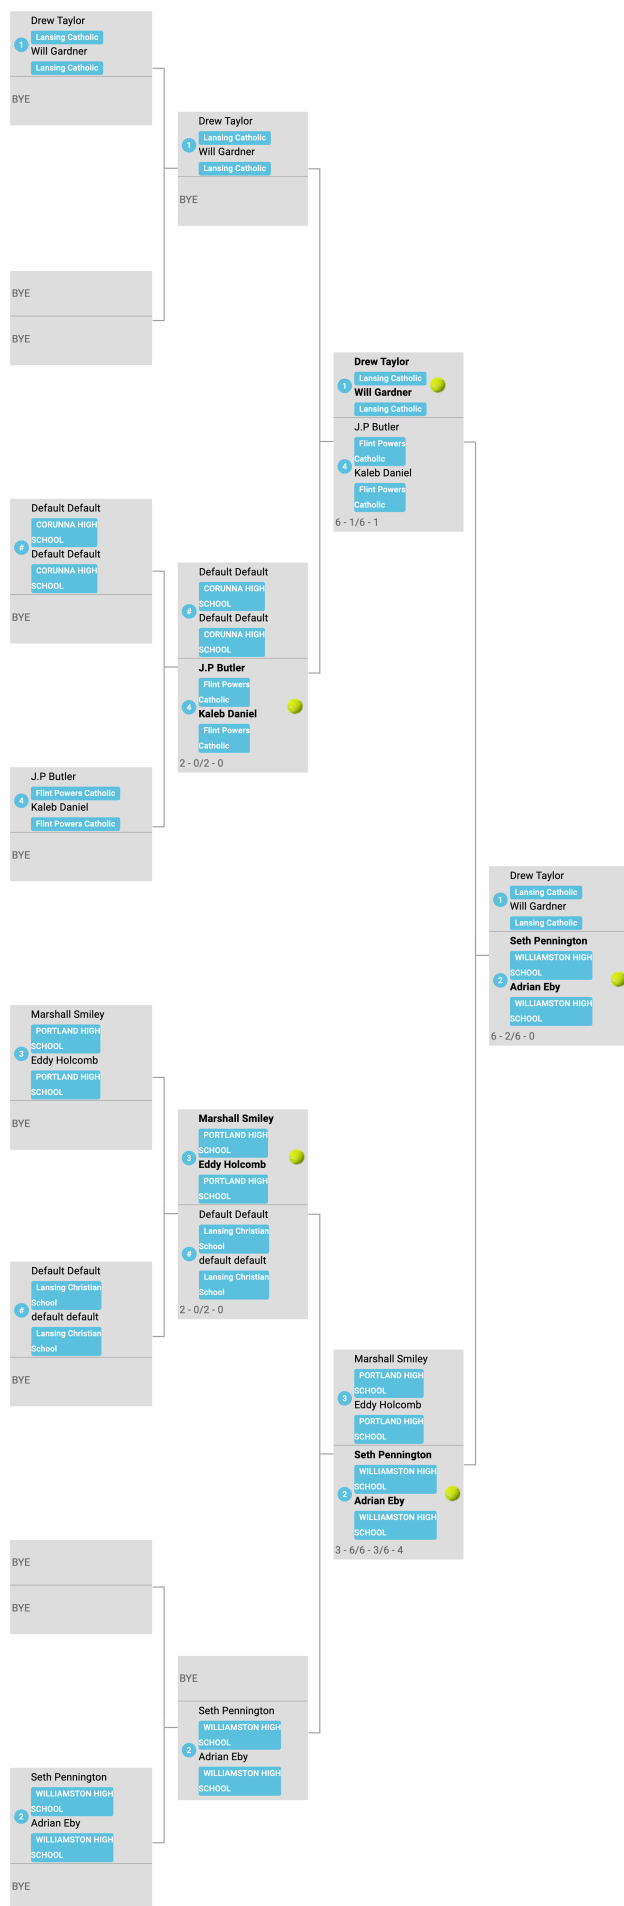 Drew Taylor
1
Lansing Catholic
Will Gardner
Lansing Catholic
BYE
BYE
BYE
Default Default
CORUNNA HIGH
SCHOOL
#
Default Default
CORUNNA HIGH
SCHOOL
BYE
J.P Butler
4
Flint Powers Catholic
Kaleb Daniel
Flint Powers Catholic
BYE
Marshall Smiley
PORTLAND HIGH
SCHOOL
3
Eddy Holcomb
PORTLAND HIGH
SCHOOL
BYE
Default Default
Lansing Christian
School
#
default default
Lansing Christian
School
BYE
BYE
BYE
Seth Pennington
WILLIAMSTON HIGH
SCHOOL
2
Adrian Eby
WILLIAMSTON HIGH
SCHOOL
BYE
Drew Taylor
1
Lansing Catholic
Will Gardner
Lansing Catholic
BYE
Default Default
CORUNNA HIGH
SCHOOL
#
Default Default
CORUNNA HIGH
SCHOOL
J.P Butler
Flint Powers
Catholic
4
Kaleb Daniel
Flint Powers
Catholic
2 - 0/2 - 0
Marshall Smiley
PORTLAND HIGH
SCHOOL
3
Eddy Holcomb
PORTLAND HIGH
SCHOOL
Default Default
Lansing Christian
School
#
default default
Lansing Christian
School
2 - 0/2 - 0
BYE
Seth Pennington
WILLIAMSTON HIGH
SCHOOL
2
Adrian Eby
WILLIAMSTON HIGH
SCHOOL
Drew Taylor
1
Lansing Catholic
Will Gardner
Lansing Catholic
J.P Butler
Flint Powers
Catholic
4
Kaleb Daniel
Flint Powers
Catholic
6 - 1/6 - 1
Marshall Smiley
PORTLAND HIGH
SCHOOL
3
Eddy Holcomb
PORTLAND HIGH
SCHOOL
Seth Pennington
WILLIAMSTON HIGH
SCHOOL
2
Adrian Eby
WILLIAMSTON HIGH
SCHOOL
3 - 6/6 - 3/6 - 4
Drew Taylor
1
Lansing Catholic
Will Gardner
Lansing Catholic
Seth Pennington
WILLIAMSTON HIGH
SCHOOL
2
Adrian Eby
WILLIAMSTON HIGH
SCHOOL
6 - 2/6 - 0